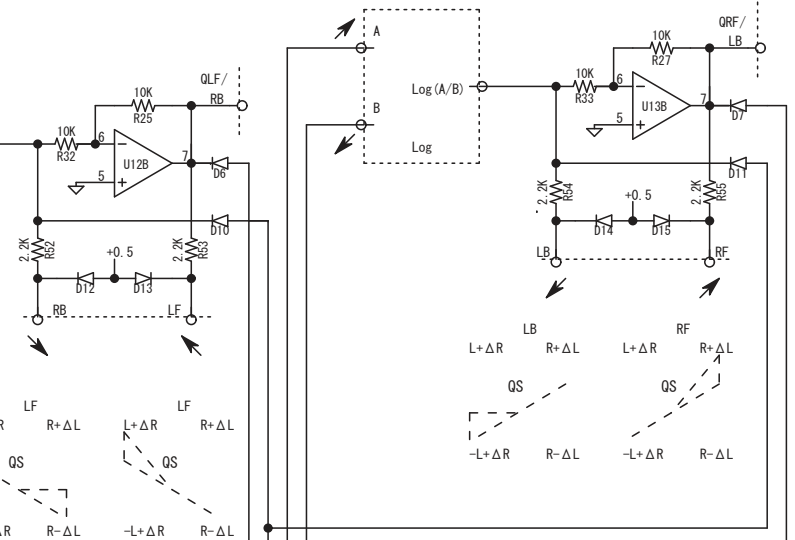 QLF/
RB
10K
R25
10K
R32
6
5
7
U12B
D6
D10
2.2K
R52
+0.5
2.2K
R53
D12
D13
RB
LF
A
B
Log(A/B)
Log
QRF/
LB
10K
R27
10K
R33
6
5
7
U13B
D7
D11
2.2K
R54
+0.5
2.2K
R55
D14
D15
LB
RF
LB
RF
L+ΔR R+ΔL L+ΔR R+ΔL
QS QS
-L+ΔR R-ΔL -L+ΔR R-ΔL
LF LF
R R+ΔL L+ΔR R+ΔL
QS QS
ΔR R-ΔL -L+ΔR R-ΔL